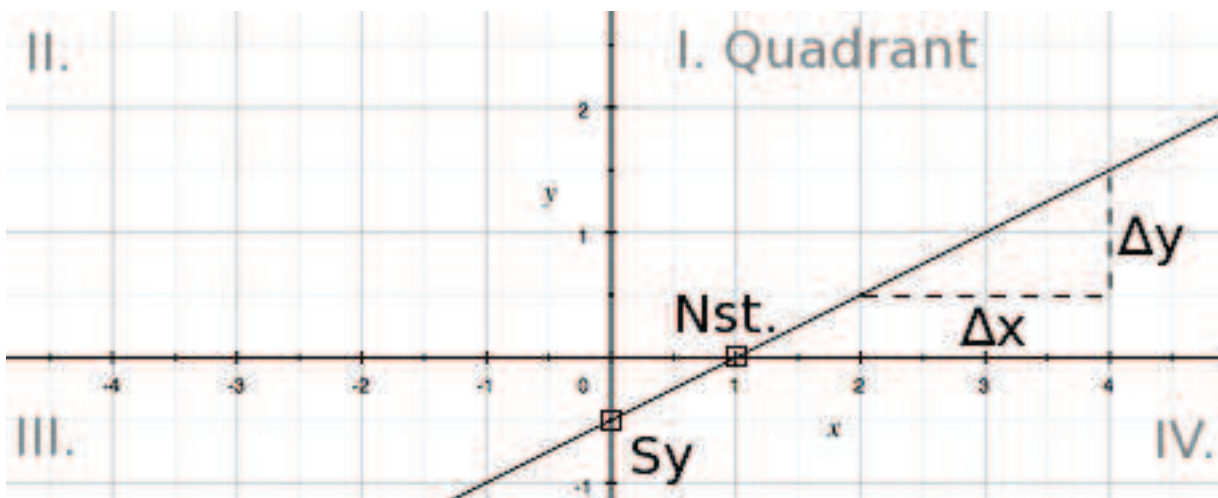 II.
I. Quadrant
2
y
1
Δy
Nst.
Δx
-4 -3 -2 -1 0 1 2 3 4
III.
x
IV.
Sy
-1